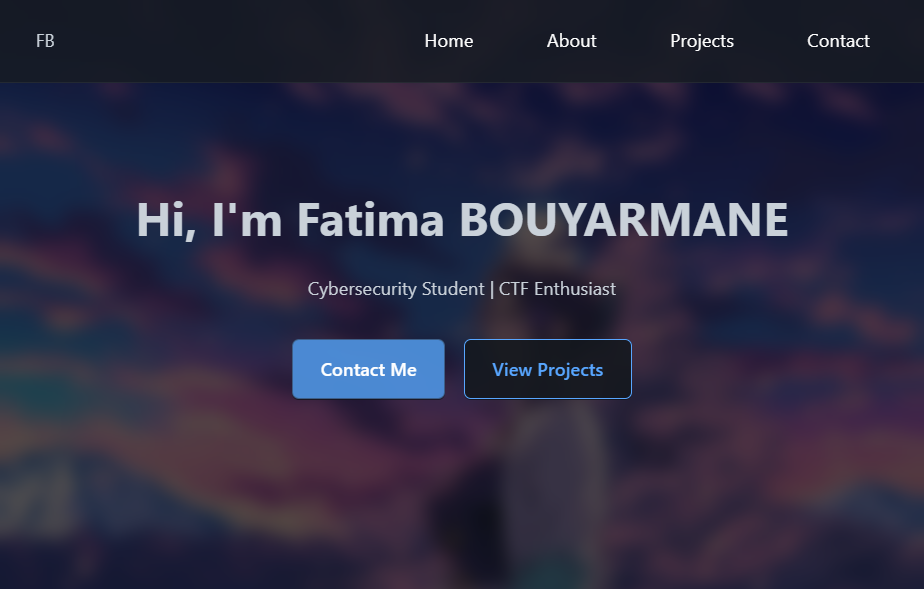 FB Home About Projects Contact
Hi, I'm Fatima BOUYARMANE
Cybersecurity Student | CTF Enthusiast
Contact Me View Projects